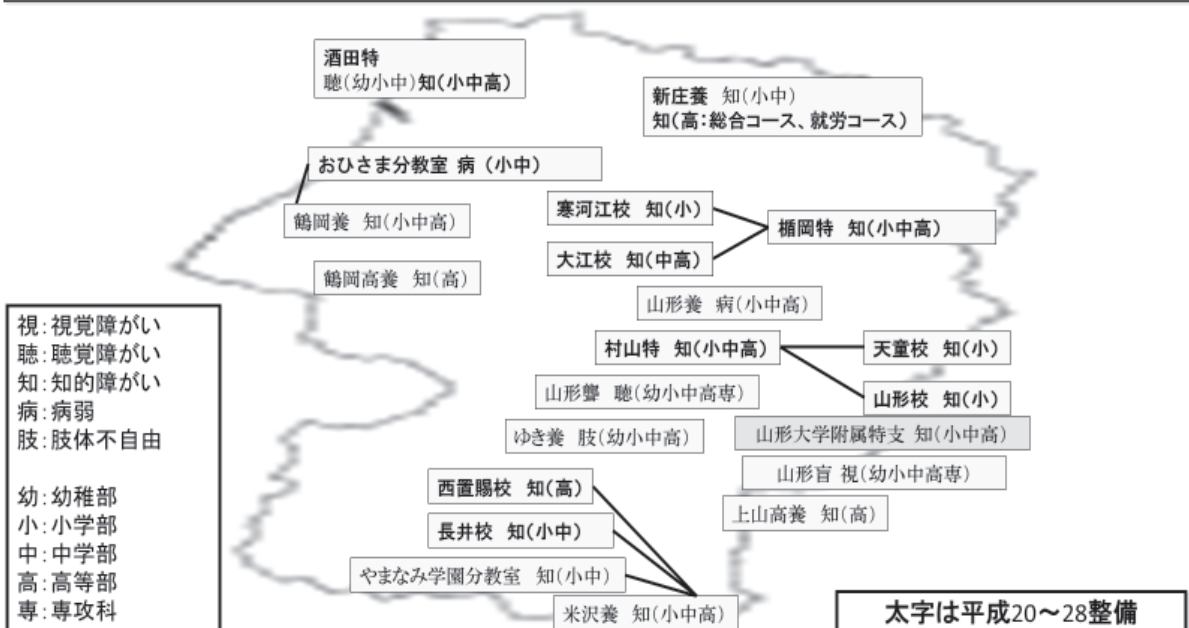 酒田特
聴(幼小中)知(小中高)
新庄養 知(小中)
知(高:総合コース、就労コース)
おひさま分教室 病 (小中)
鶴岡養 知(小中高)
寒河江校 知(小)
楯岡特 知(小中高)
大江校 知(中高)
鶴岡高養 知(高)
山形養 病(小中高)
村山特 知(小中高)
天童校 知(小)
山形聾 聴(幼小中高専)
山形校 知(小)
ゆき養 肢(幼小中高)
山形大学附属特支 知(小中高)
山形盲 視(幼小中高専)
西置賜校 知(高)
上山高養 知(高)
長井校 知(小中)
やまなみ学園分教室 知(小中)
米沢養 知(小中高)
視:視覚障がい
聴:聴覚障がい
知:知的障がい
病:病弱
肢:肢体不自由
幼:幼稚部
小:小学部
中:中学部
高:高等部
専:専攻科
太字は平成20~28整備